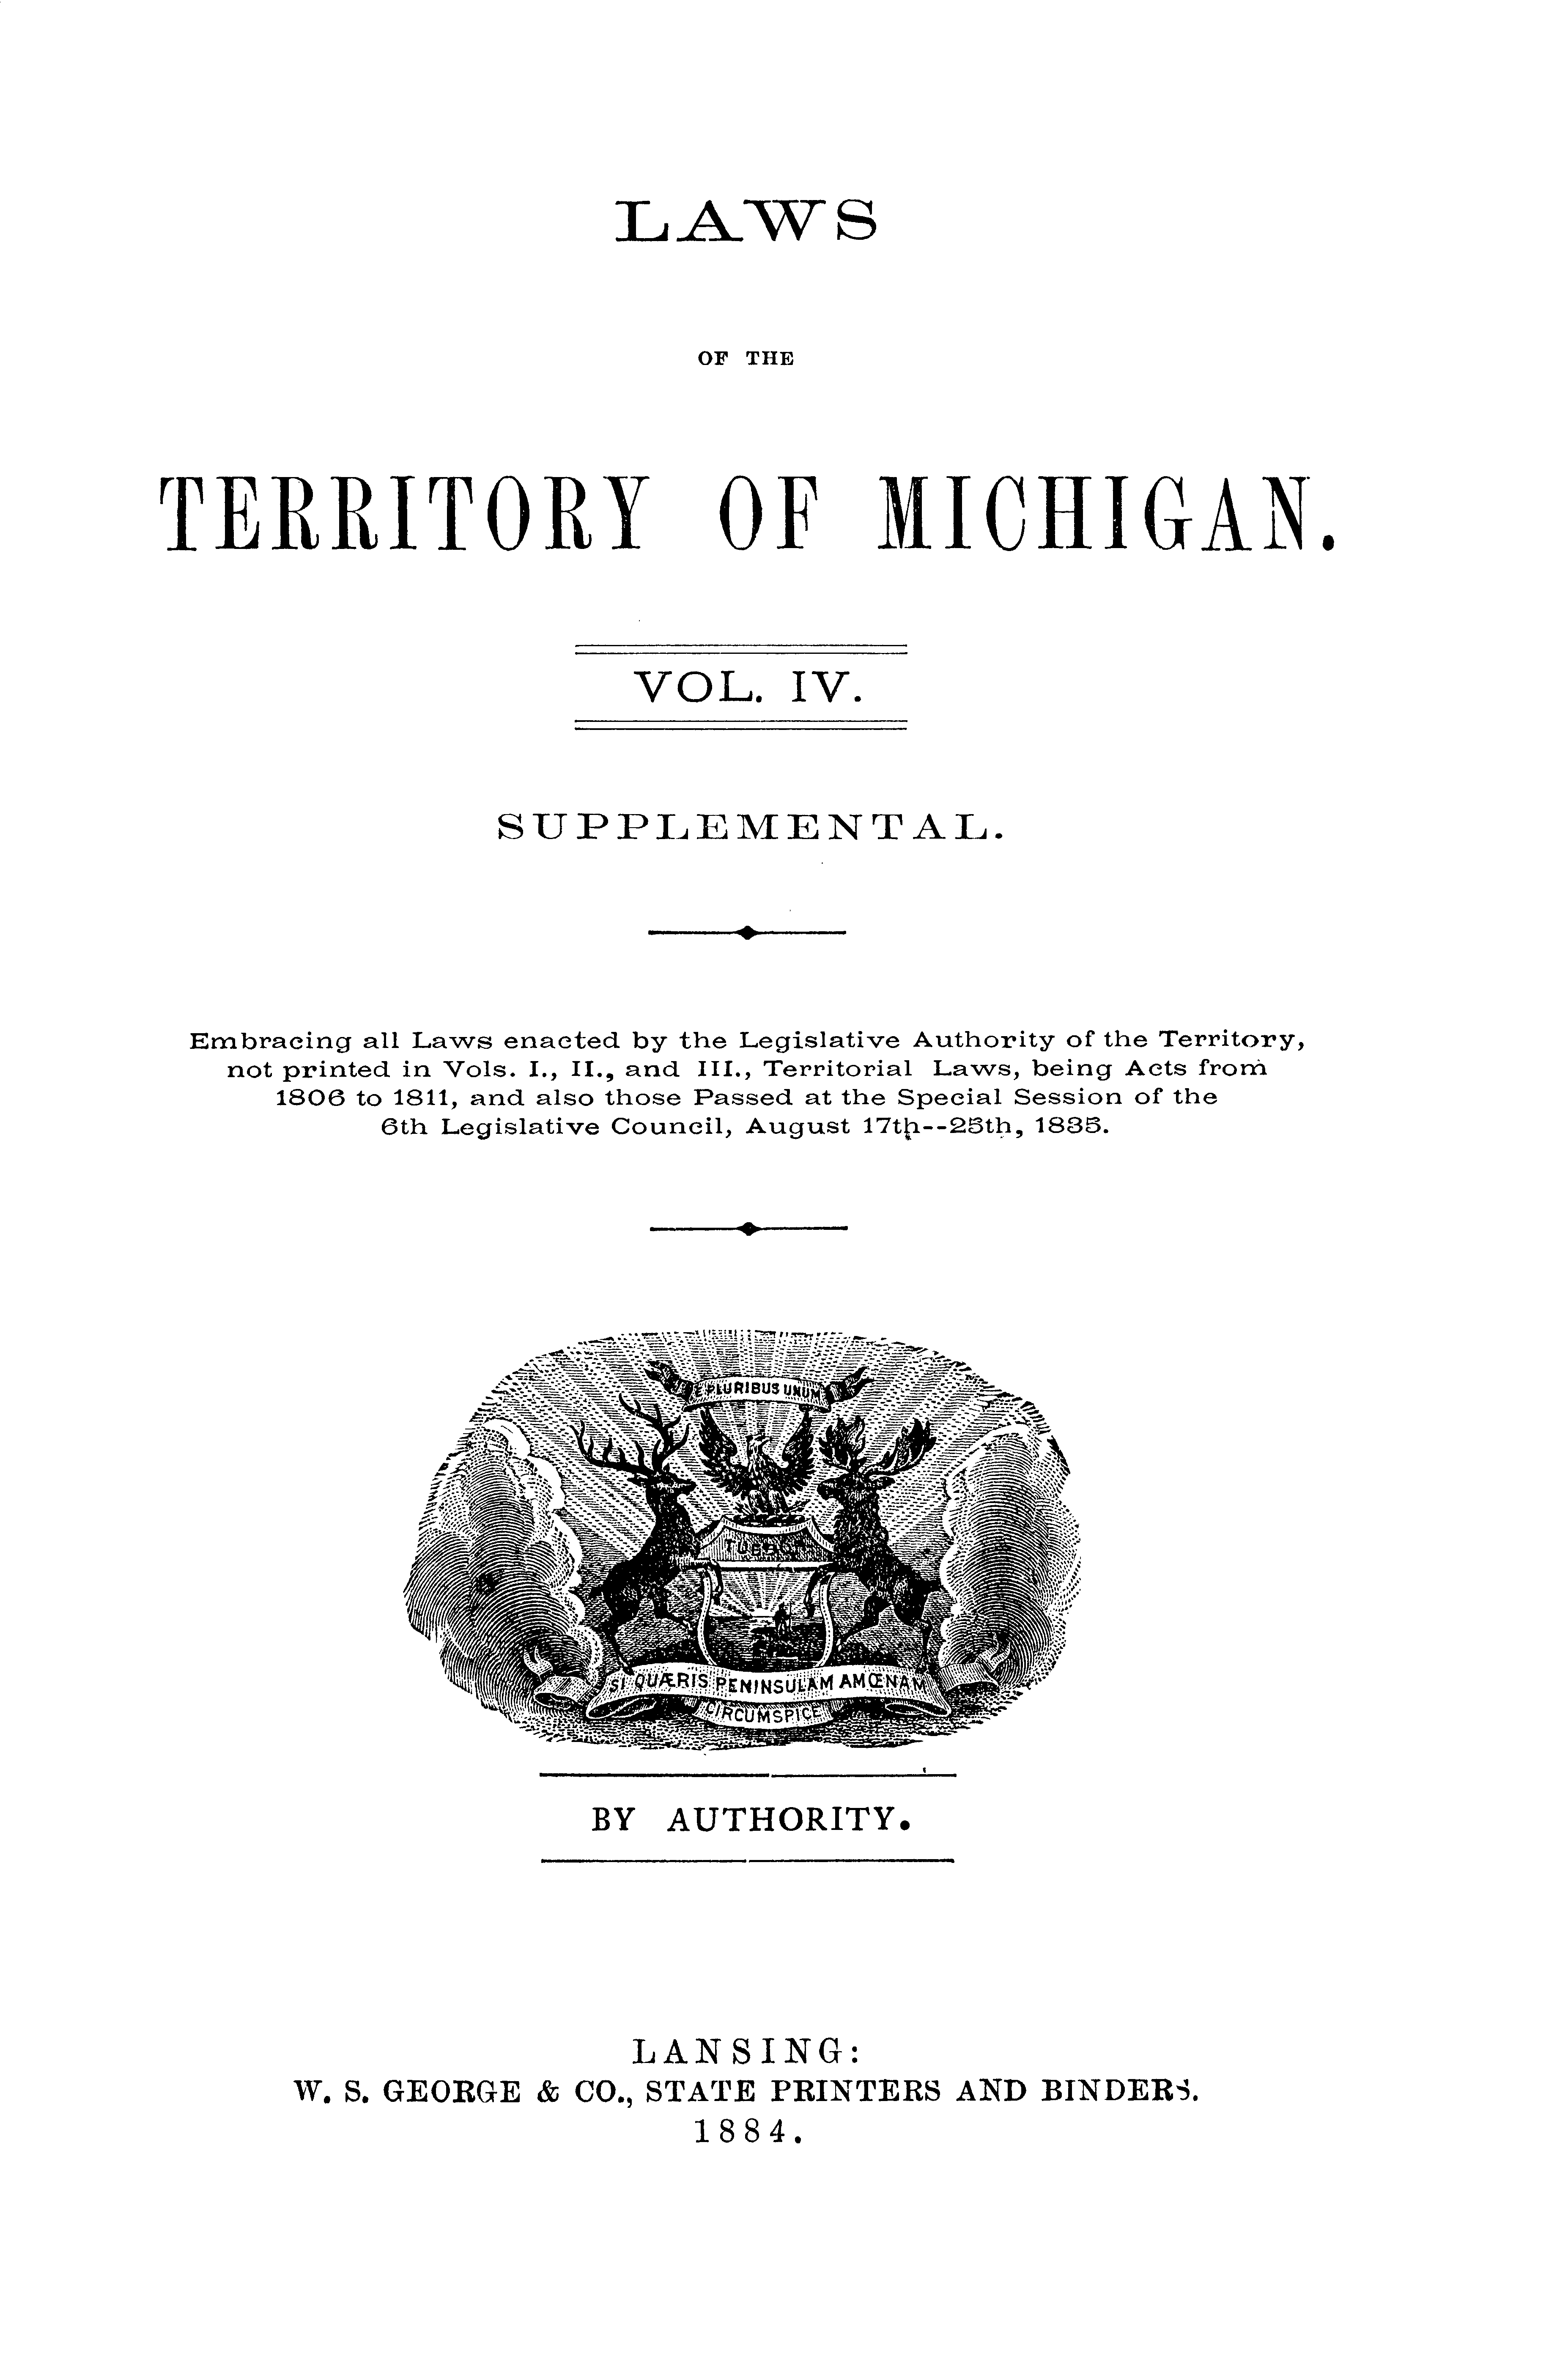 LAWS
OF THE
TERRITORY OF MICHIGAN.
VOL. IV.
SUPPLEMENTAL.
Embracing all Laws enacted by the Legislative Authority of the Territory,
not printed in Vols. I., II., and III., Territorial Laws, being Acts from
1806 to 1811, and also those Passed at the Special Session of the
6th Legislative Council, August 17th--25th, 1835.
E PLURIBUS UNUM
TUEBOR
SI QUÆRIS PENINSULAM AMŒNAM
CIRCUMSPICE
BY AUTHORITY.
LANSING:
W. S. GEORGE & CO., STATE PRINTERS AND BINDERS.
1884.